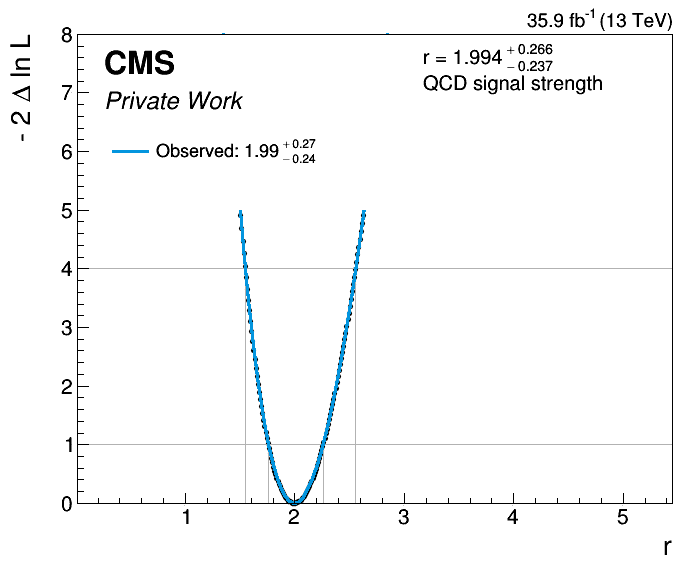 35.9 fb-1 (13 TeV)
- 2 Δ ln L
CMS
Private Work
r = 1.994 +0.266 -0.237
QCD signal strength
Observed: 1.99 +0.27 -0.24
8
7
6
5
4
3
2
1
0
1 2 3 4 5
r